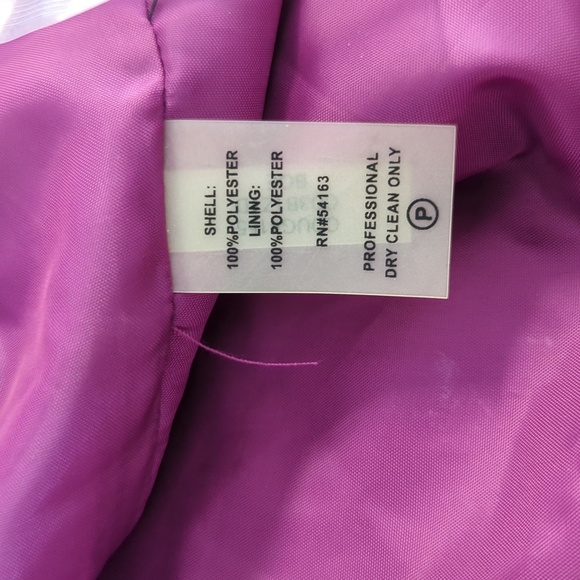 SHELL:
100%POLYESTER
LINING:
100%POLYESTER
RN#54163
PROFESSIONAL
DRY CLEAN ONLY
P